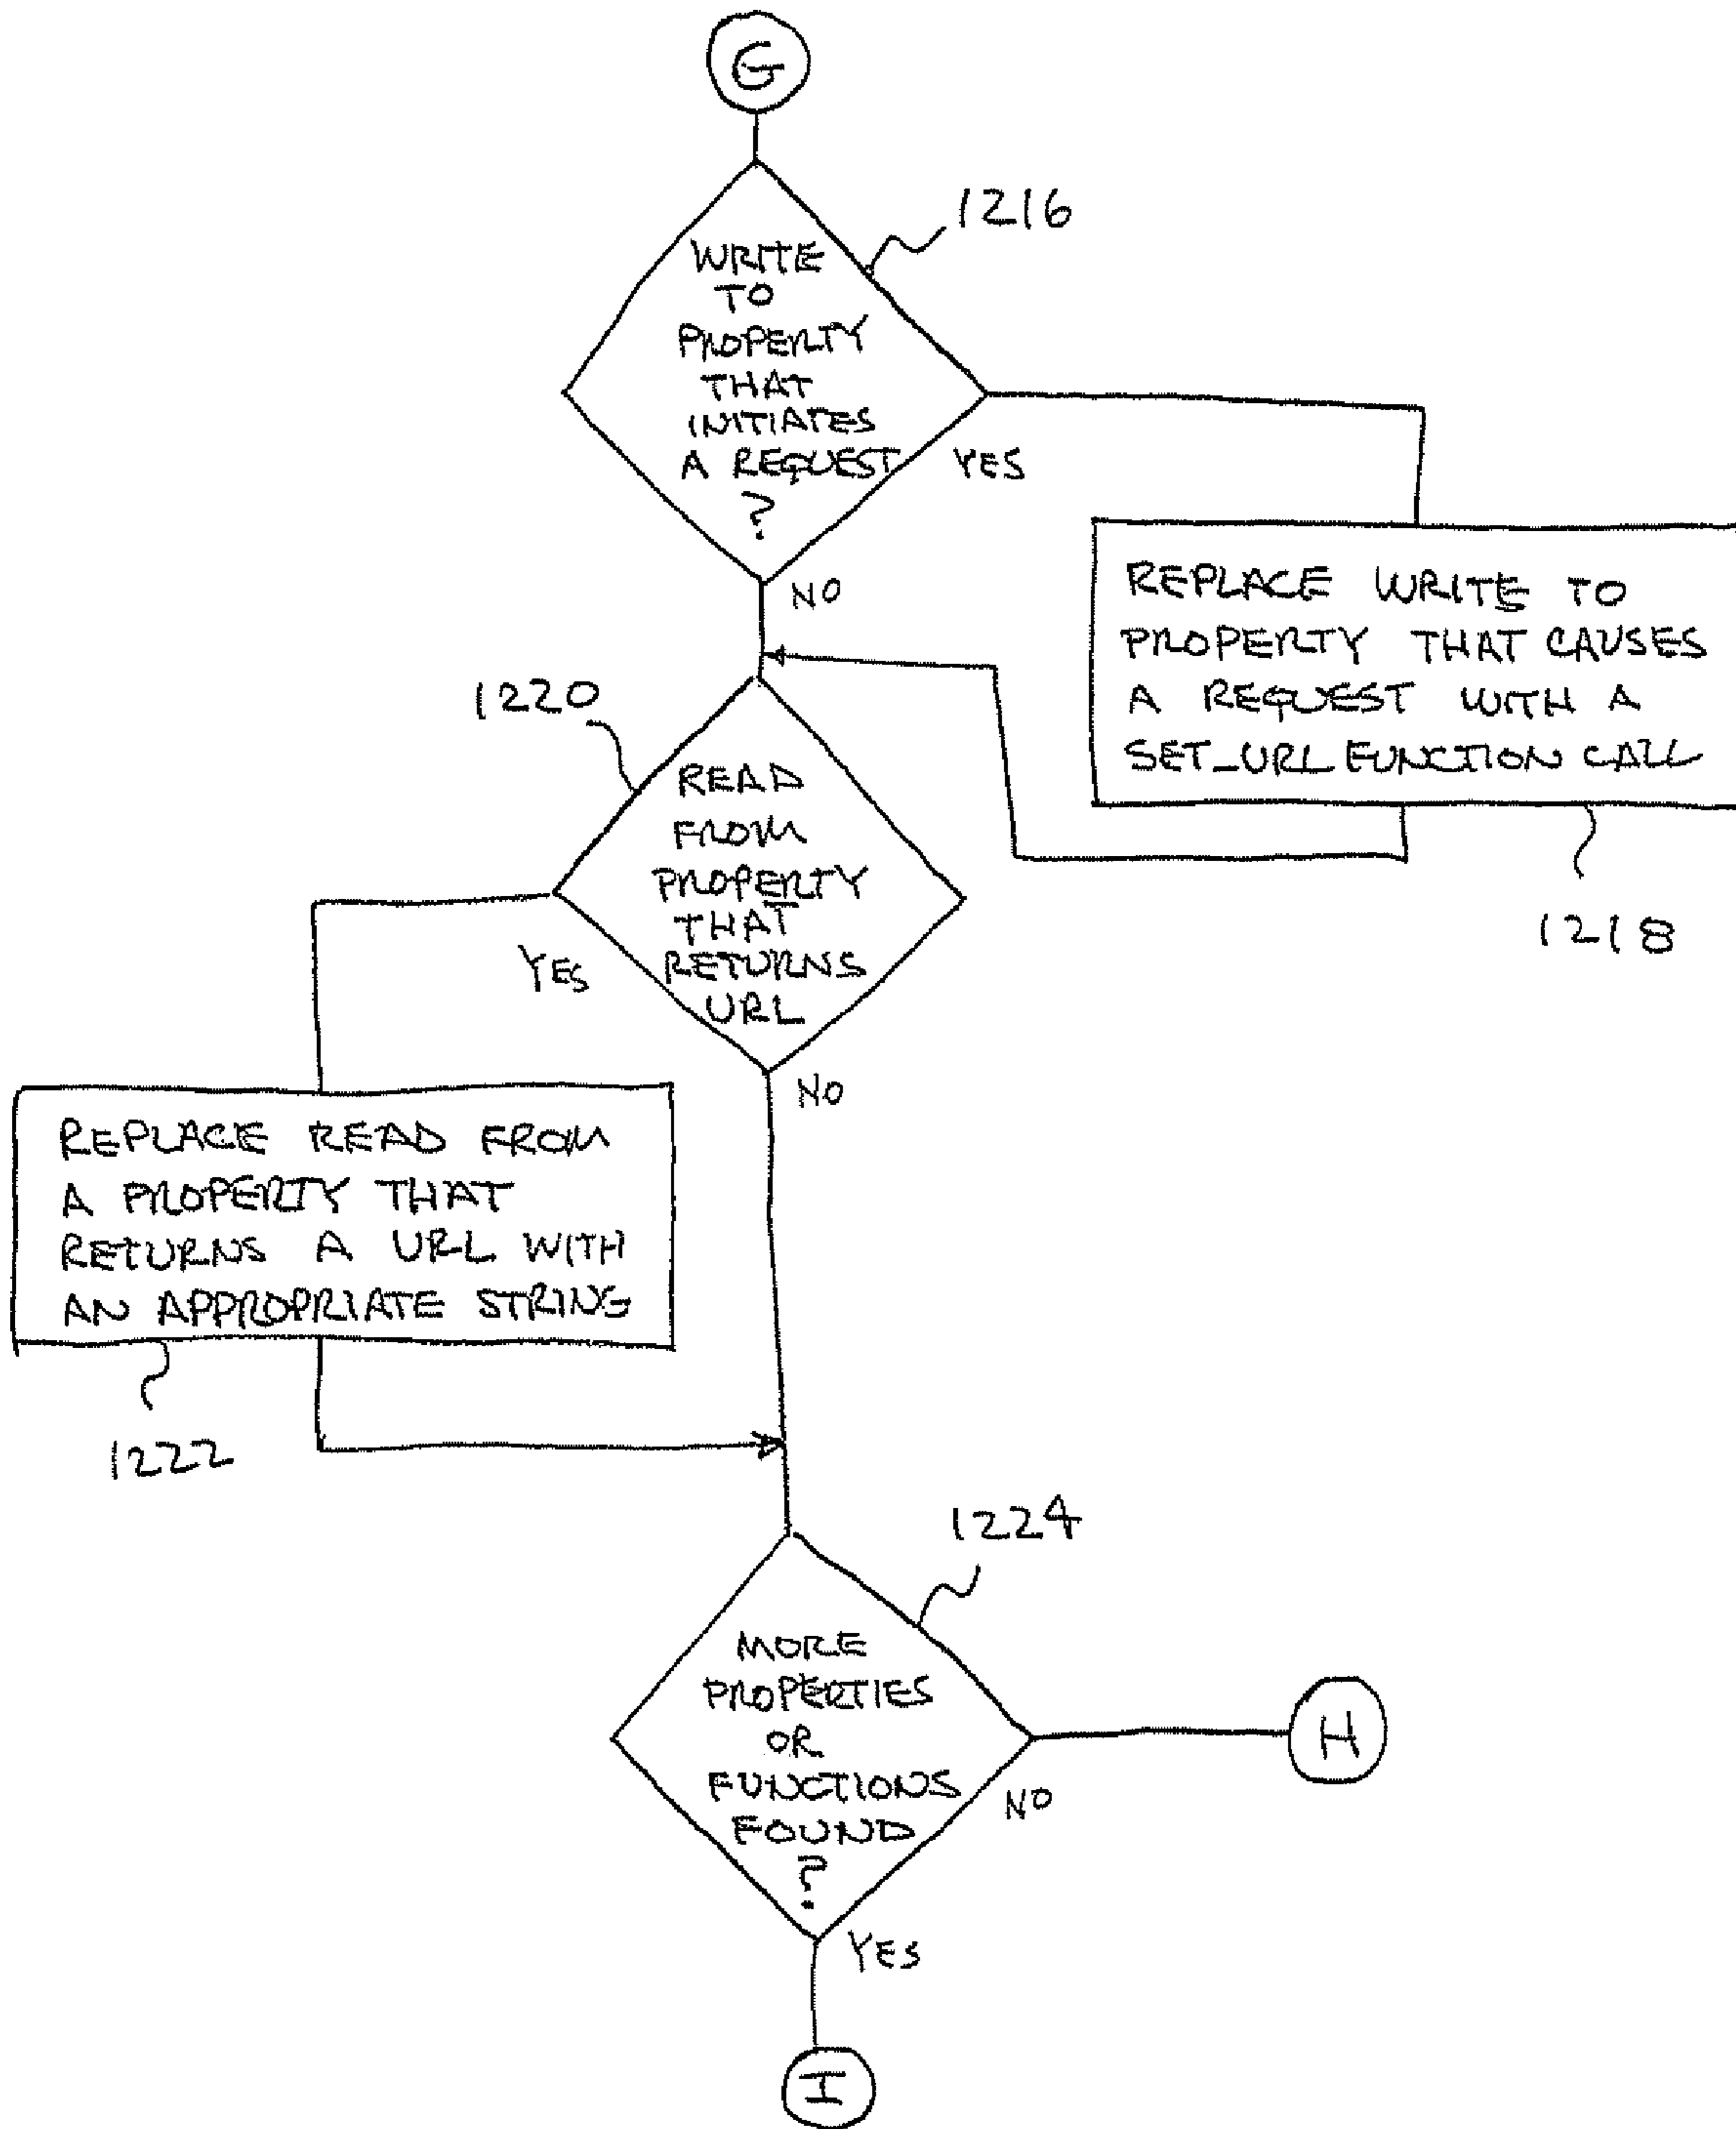 G
1216
WRITE
TO
PROPERTY
THAT
INITIATES
A REQUEST
?
YES
NO
REPLACE WRITE TO
PROPERTY THAT CAUSES
A REQUEST WITH A
SET_URL FUNCTION CALL
1218
1220
READ
FROM
PROPERTY
THAT
RETURNS
URL
YES
NO
REPLACE READ FROM
A PROPERTY THAT
RETURNS A URL WITH
AN APPROPRIATE STRING
1222
1224
MORE
PROPERTIES
OR
FUNCTIONS
FOUND
?
NO
H
YES
I